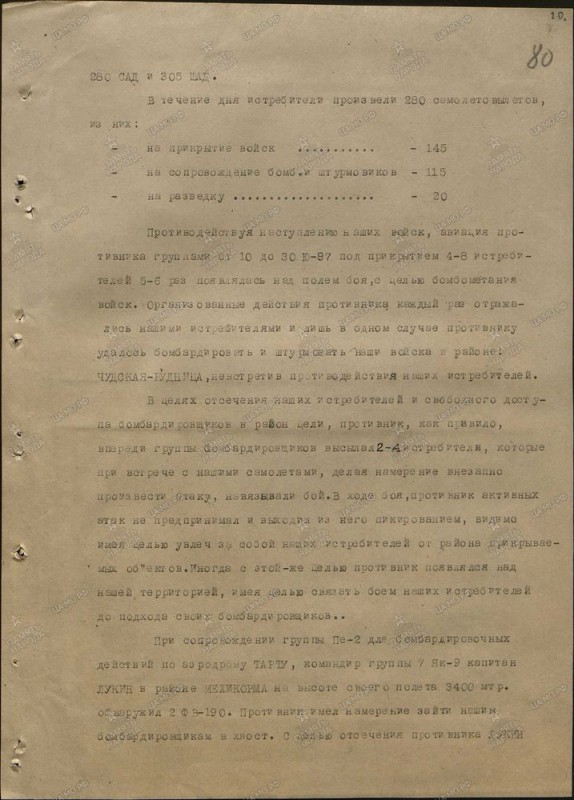 10.
80
280 САД и 305 ШАД.
В течение дня истребители произвели 280 самолетовылетов,
из них:
- на прикрытие войск ........... - 145
- на сопровождение бомб.и штурмовиков - 115
- на разведку ................... - 20
Противодействуя наступлению наших войск, авиация про-
тивника группами от 10 до 30 Ю-87 под прикрытием 4-8 истреби-
телей 5-6 раз появлялась над полем боя,с целью бомбометания
войск. Организованные действия противника каждый раз отража-
лись нашими истребителями и лишь в одном случае противнику
удалось бомбардировать и штурмовать наши войска в районе:
ЧУДСКАЯ-РУДНИЦА,невстретив противодействия наших истребителей.
В целях отсечения наших истребителей и свободного досту-
па бомбардировщиков в район цели, противник, как правило,
впереди группы бомбардировщиков высылал 2-4 истребителя, которые
при встрече с нашими самолетами, делая намерение внезапно
произвести атаку, навязывали бой.В ходе боя,противник активных
атак не предпринимал и выходил из него пикированием, видимо
имея целью увлеч за собой наших истребителей от района прикрывае-
мых об"ектов.Иногда с этой-же целью противник появлялся над
нашей территорией, имея целью связать боем наших истребителей
до подхода своих бомбардировщиков..
При сопровождении группы Пе-2 для бомбардировочных
действий по аэродрому ТАРТУ, командир группы 7 Як-9 капитан
ЛУКИН в районе на высоте своего полета 3400 мтр.
обнаружил 2 ФВ-190. Противник имел намерение зайти нашим
бомбардировщикам в хвост. С целью отсечения противника ЛУКИН